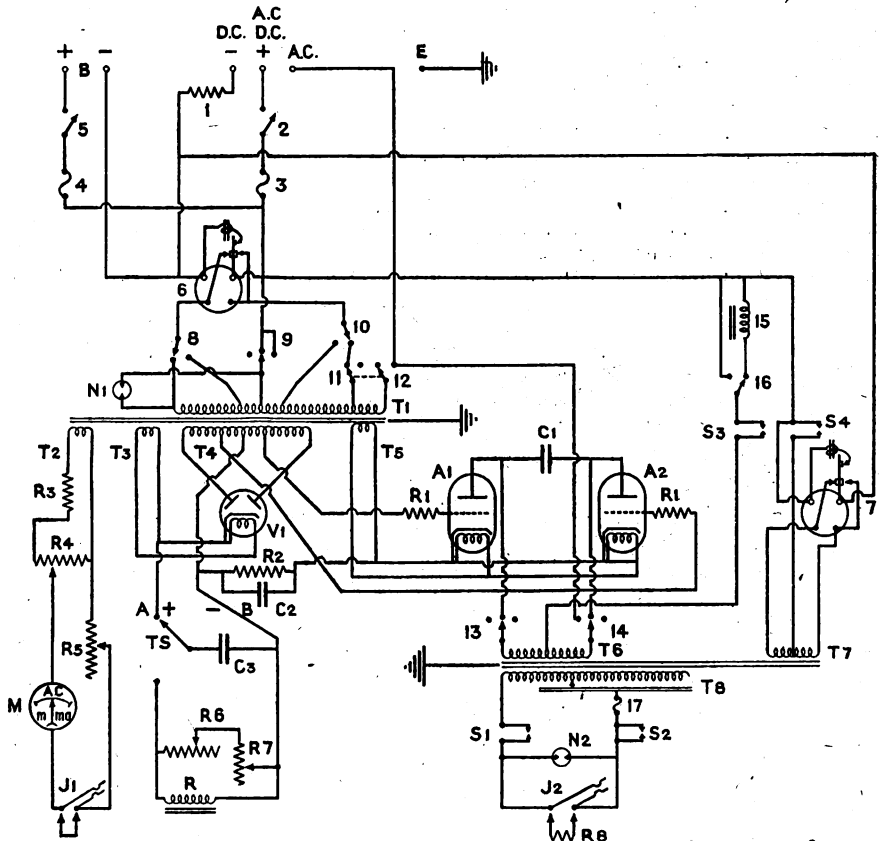 A.C
D.C. D.C.
+ - - + A.C. E
B
1
5 2
4 3
6
8 9 10
15
11 12 16
N1 T1
S3 S4
T2 T3 T4 T5
C1
A1 A2
R3 R1 R1 7
V1
R4
R2
A + - B C2
TS
R5 13 14
C3 T6 T7
T8
M A.C
m ma
R6 17
R7 S1 N2 S2
R
J1 J2
R8